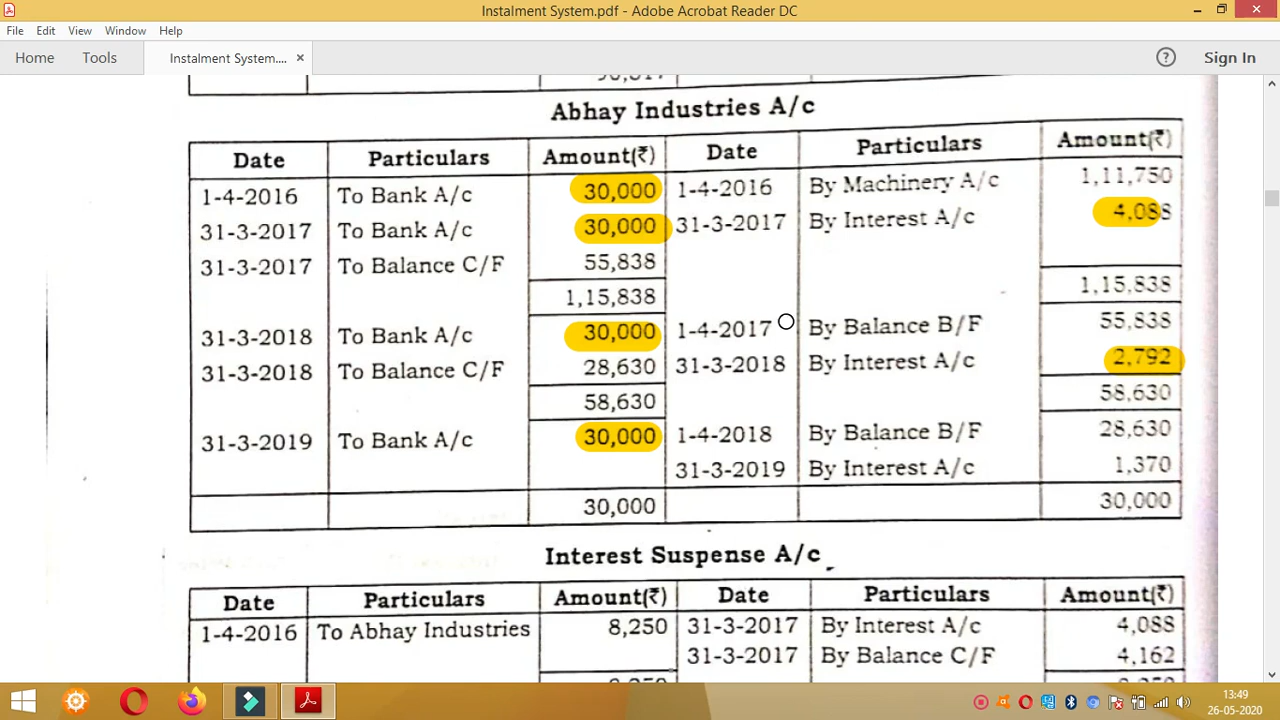 Instalment System.pdf - Adobe Acrobat Reader DC
File Edit View Window Help
Home Tools Instalment System.... × ? Sign In
Abhay Industries A/c
Date Particulars Amount(₹) Date Particulars Amount(₹)
1-4-2016 To Bank A/c 30,000 1-4-2016 By Machinery A/c 1,11,750
31-3-2017 To Bank A/c 30,000 31-3-2017 By Interest A/c 4,088
31-3-2017 To Balance C/F 55,838
1,15,838 1,15,838
31-3-2018 To Bank A/c 30,000 1-4-2017 By Balance B/F 55,838
31-3-2018 To Balance C/F 28,630 31-3-2018 By Interest A/c 2,792
58,630 58,630
31-3-2019 To Bank A/c 30,000 1-4-2018 By Balance B/F 28,630
31-3-2019 By Interest A/c 1,370
30,000 30,000
Interest Suspense A/c
Date Particulars Amount(₹) Date Particulars Amount(₹)
1-4-2016 To Abhay Industries 8,250 31-3-2017 By Interest A/c 4,088
31-3-2017 By Balance C/F 4,162
13:49
26-05-2020